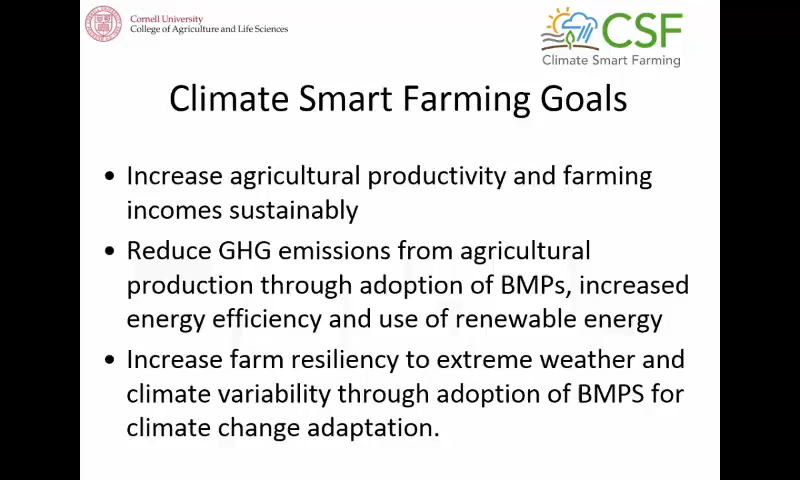 Cornell University
College of Agriculture and Life Sciences
CSF
Climate Smart Farming
Climate Smart Farming Goals
• Increase agricultural productivity and farming
incomes sustainably
• Reduce GHG emissions from agricultural
production through adoption of BMPs, increased
energy efficiency and use of renewable energy
• Increase farm resiliency to extreme weather and
climate variability through adoption of BMPS for
climate change adaptation.